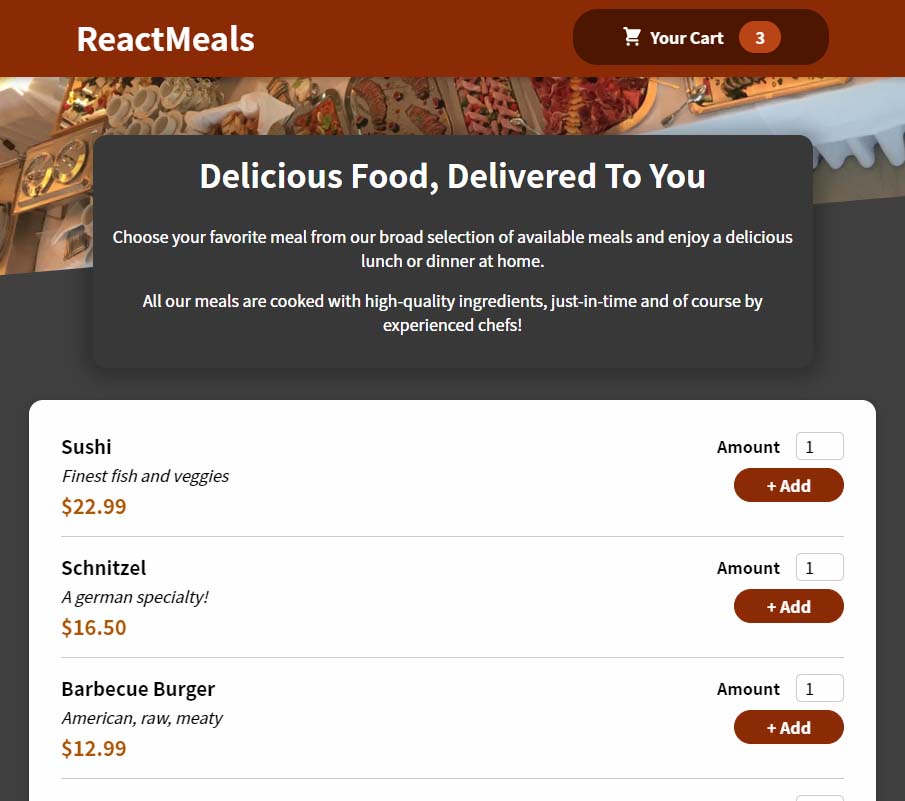 ReactMeals
Your Cart 3
Delicious Food, Delivered To You
Choose your favorite meal from our broad selection of available meals and enjoy a delicious
lunch or dinner at home.
All our meals are cooked with high-quality ingredients, just-in-time and of course by
experienced chefs!
Sushi
Finest fish and veggies
$22.99
Amount 1
+ Add
Schnitzel
A german specialty!
$16.50
Amount 1
+ Add
Barbecue Burger
American, raw, meaty
$12.99
Amount 1
+ Add